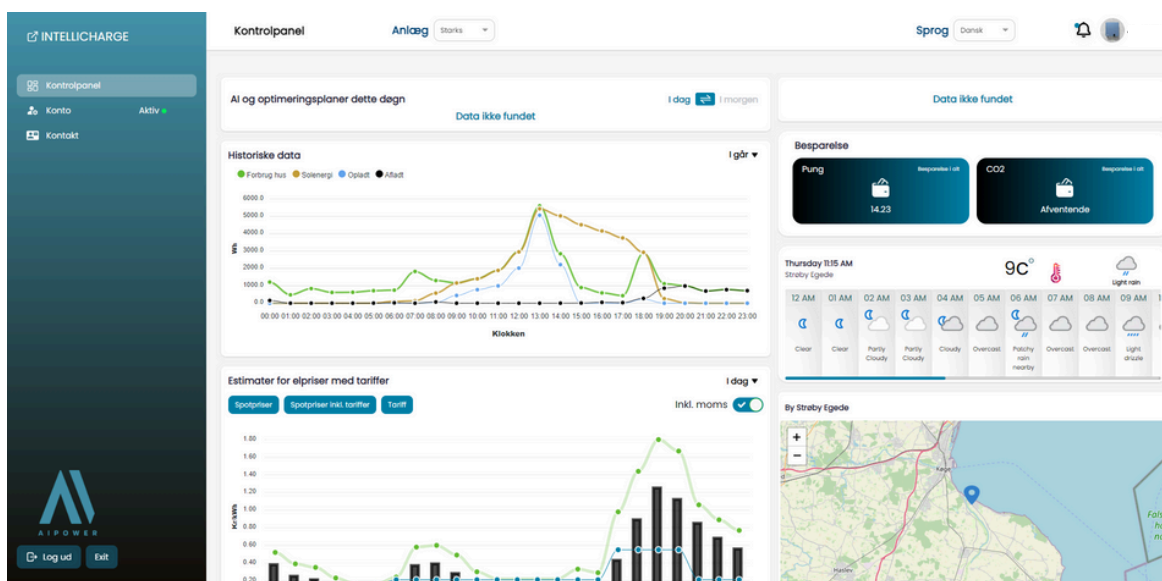 INTELLICHARGE
Kontrolpanel
Konto Aktiv
Kontakt
AIPOWER
Log ud Exit
Kontrolpanel Anlæg Starks Sprog Dansk
AI og optimeringsplaner dette døgn I dag I morgen
Data ikke fundet
Data ikke fundet
Historiske data I går
Forbrug hus Solenergi Opladt Afladt
6000.0
5000.0
4000.0
3000.0
2000.0
1000.0
0.0
Wh
00:00 01:00 02:00 03:00 04:00 05:00 06:00 07:00 08:00 09:00 10:00 11:00 12:00 13:00 14:00 15:00 16:00 17:00 18:00 19:00 20:00 21:00 22:00 23:00
Klokken
Besparelse
Pung Besparelse i alt
14.23
CO2 Besparelse i alt
Afventende
Thursday 11:15 AM
Strøby Egede
9C°
Light rain
12 AM 01 AM 02 AM 03 AM 04 AM 05 AM 06 AM 07 AM 08 AM 09 AM
Clear Clear Partly Cloudy Partly Cloudy Cloudy Overcast Patchy rain nearby Overcast Overcast Light drizzle
Estimater for elpriser med tariffer I dag
Spotpriser Spotpriser inkl. tariffer Tariff Inkl. moms
1.80
1.60
1.40
1.20
1.00
0.80
0.60
0.40
0.20
Kr/kWh
By Strøby Egede
+
−
Køge
Haslev